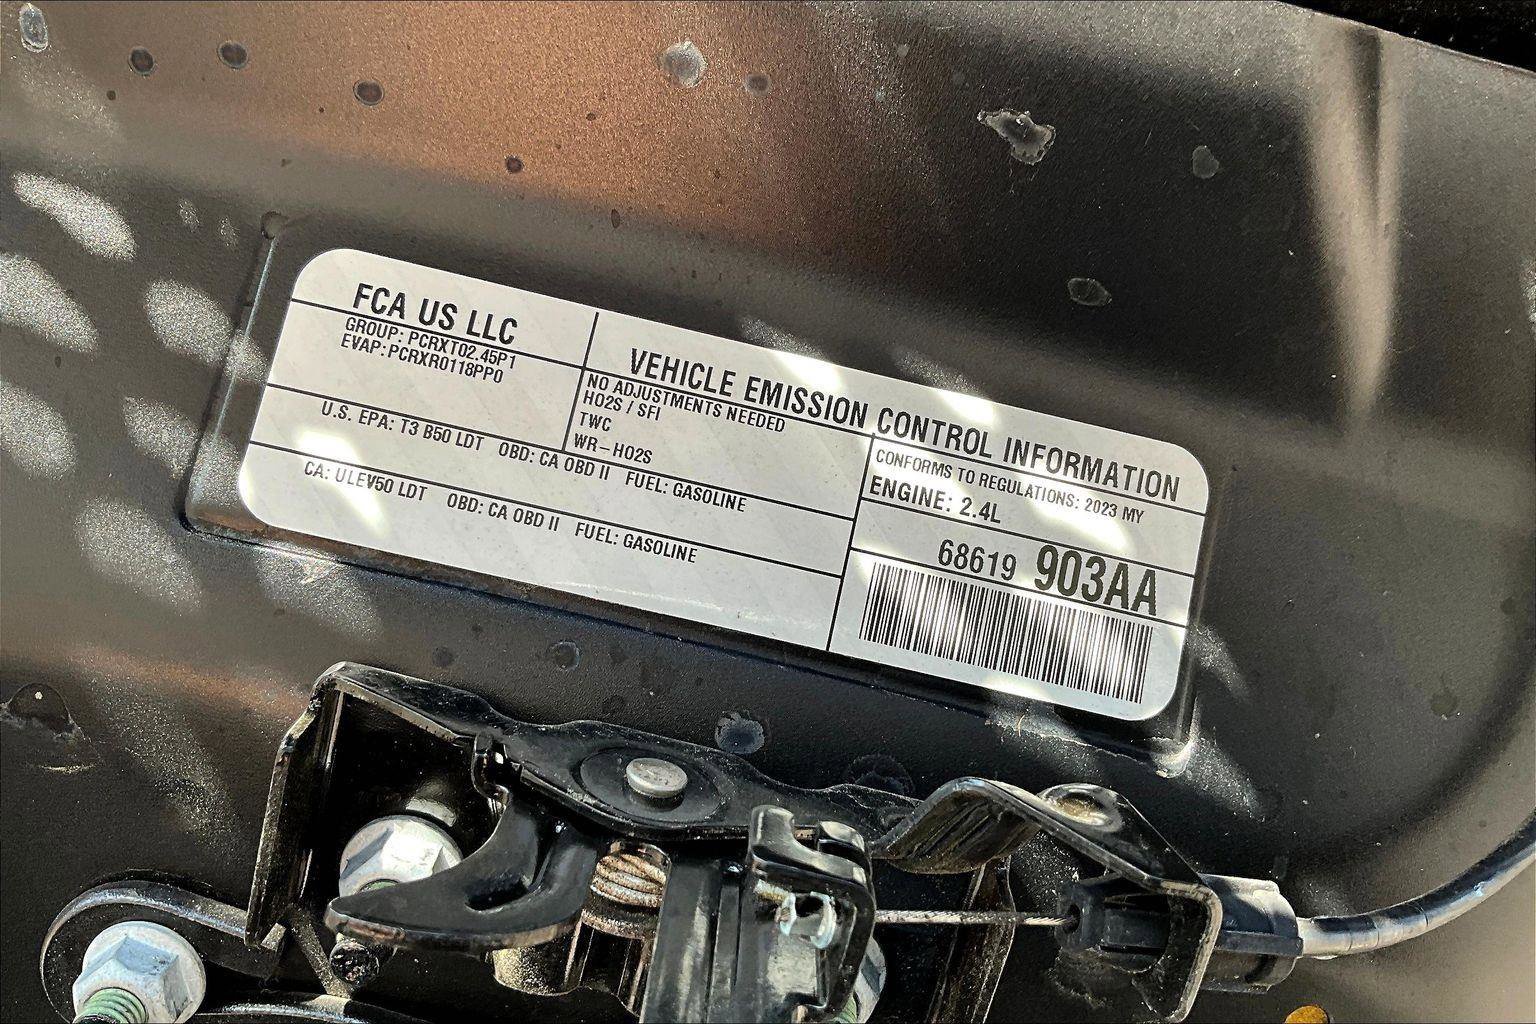 FCA US LLC
GROUP: PCRXT02.45P1
EVAP: PCRXR0118PP0
VEHICLE EMISSION CONTROL INFORMATION
NO ADJUSTMENTS NEEDED
HO2S / SFI
TWC
WR-HO2S
CONFORMS TO REGULATIONS: 2023 MY
ENGINE: 2.4L
U.S. EPA: T3 B50 LDT OBD: CA OBD II FUEL: GASOLINE
CA: ULEV50 LDT OBD: CA OBD II FUEL: GASOLINE
68619 903AA